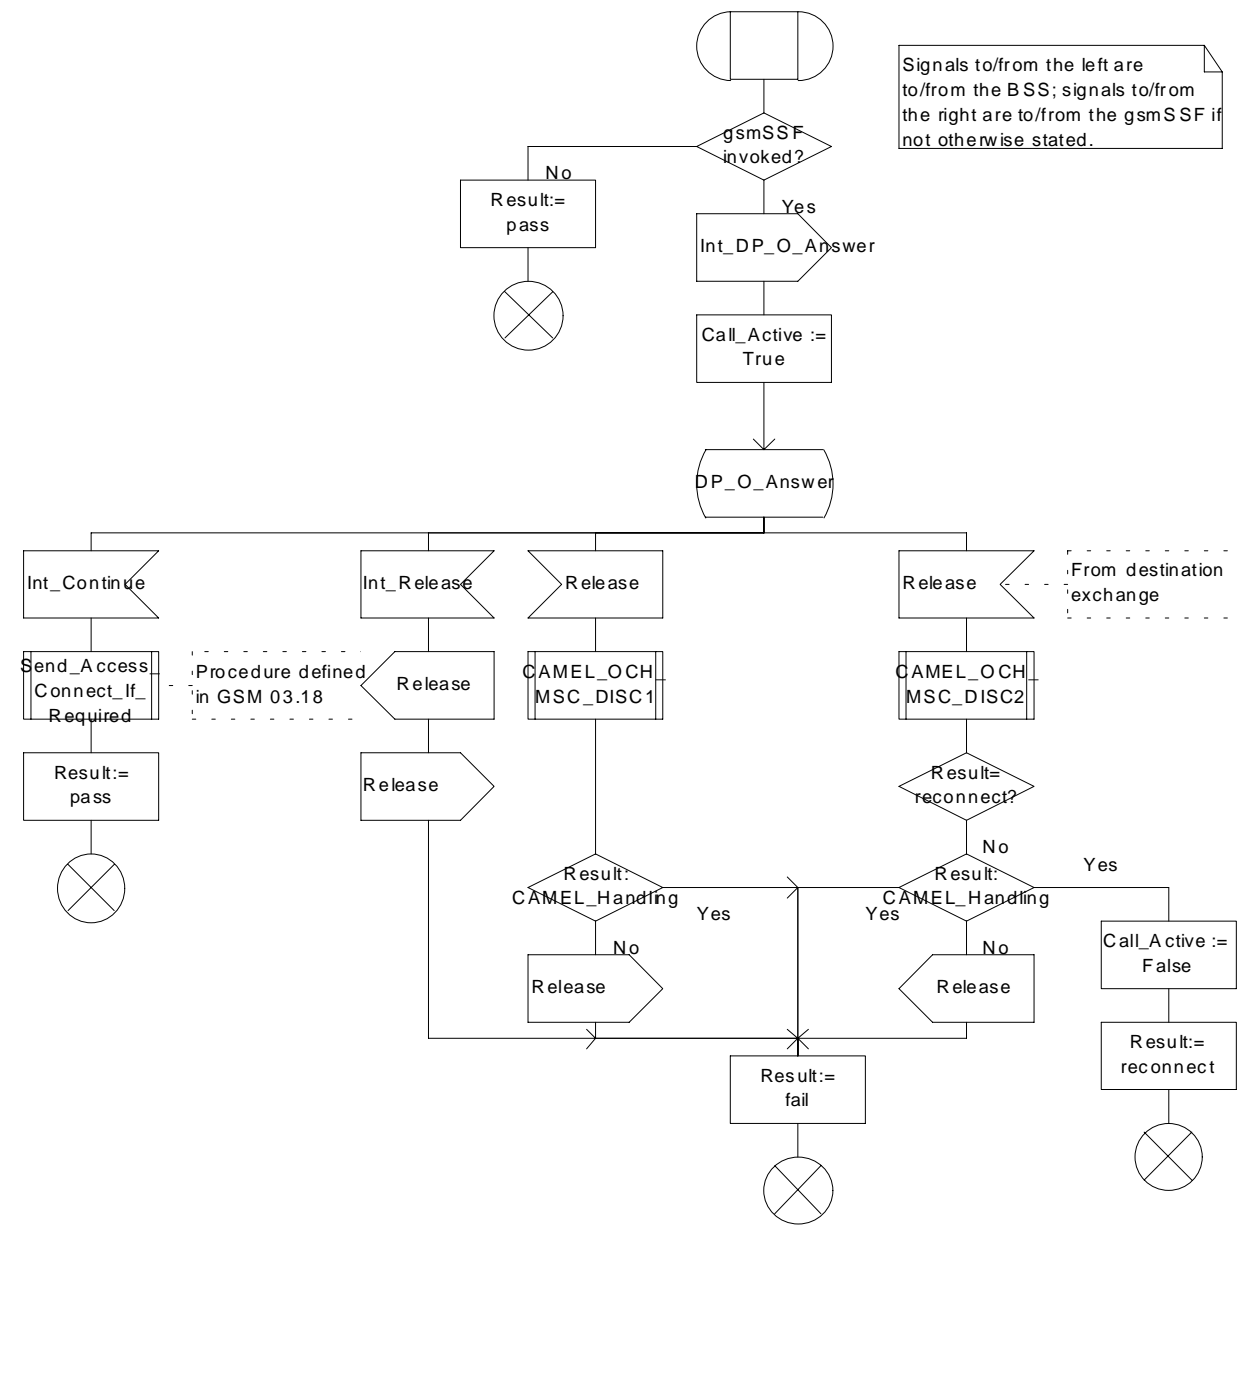 Signals to/from the left are
to/from the BSS; signals to/from
the right are to/from the gsmSSF if
not otherwise stated.
gsmSSF
invoked?
No
Yes
Result:=
pass
Int_DP_O_Answer
Call_Active :=
True
DP_O_Answer
Int_Continue
Int_Release
Release
Release
From destination
exchange
Send_Access_
Connect_If_
Required
Procedure defined
in GSM 03.18
Release
CAMEL_OCH_
MSC_DISC1
CAMEL_OCH_
MSC_DISC2
Result:=
pass
Release
Result=
reconnect?
No
Yes
Result:
CAMEL_Handling
Yes
Yes
Result:
CAMEL_Handling
No
No
Call_Active :=
False
Release
Release
Result:=
reconnect
Result:=
fail